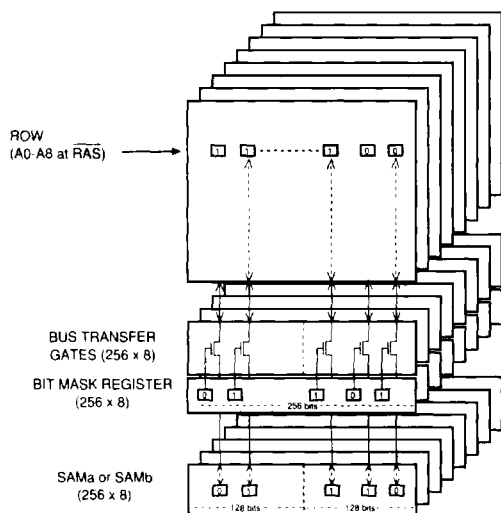 ROW
(A0-A8 at RAS)
1 1 1 0 0
BUS TRANSFER
GATES (256 x 8)
BIT MASK REGISTER
(256 x 8)
0 1 1 0 1
256 bits
SAMa or SAMb
(256 x 8)
0 1 1 1 0
128 bits 128 bits